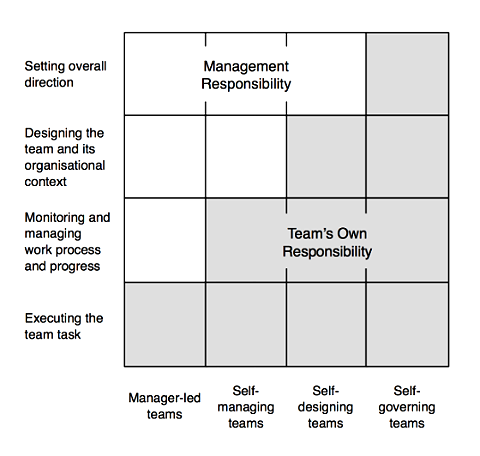 Setting overall
direction
Management
Responsibility
Designing the
team and its
organisational
context
Monitoring and
managing
work process
and progress
Team's Own
Responsibility
Executing the
team task
Manager-led
teams
Self-
managing
teams
Self-
designing
teams
Self-
governing
teams